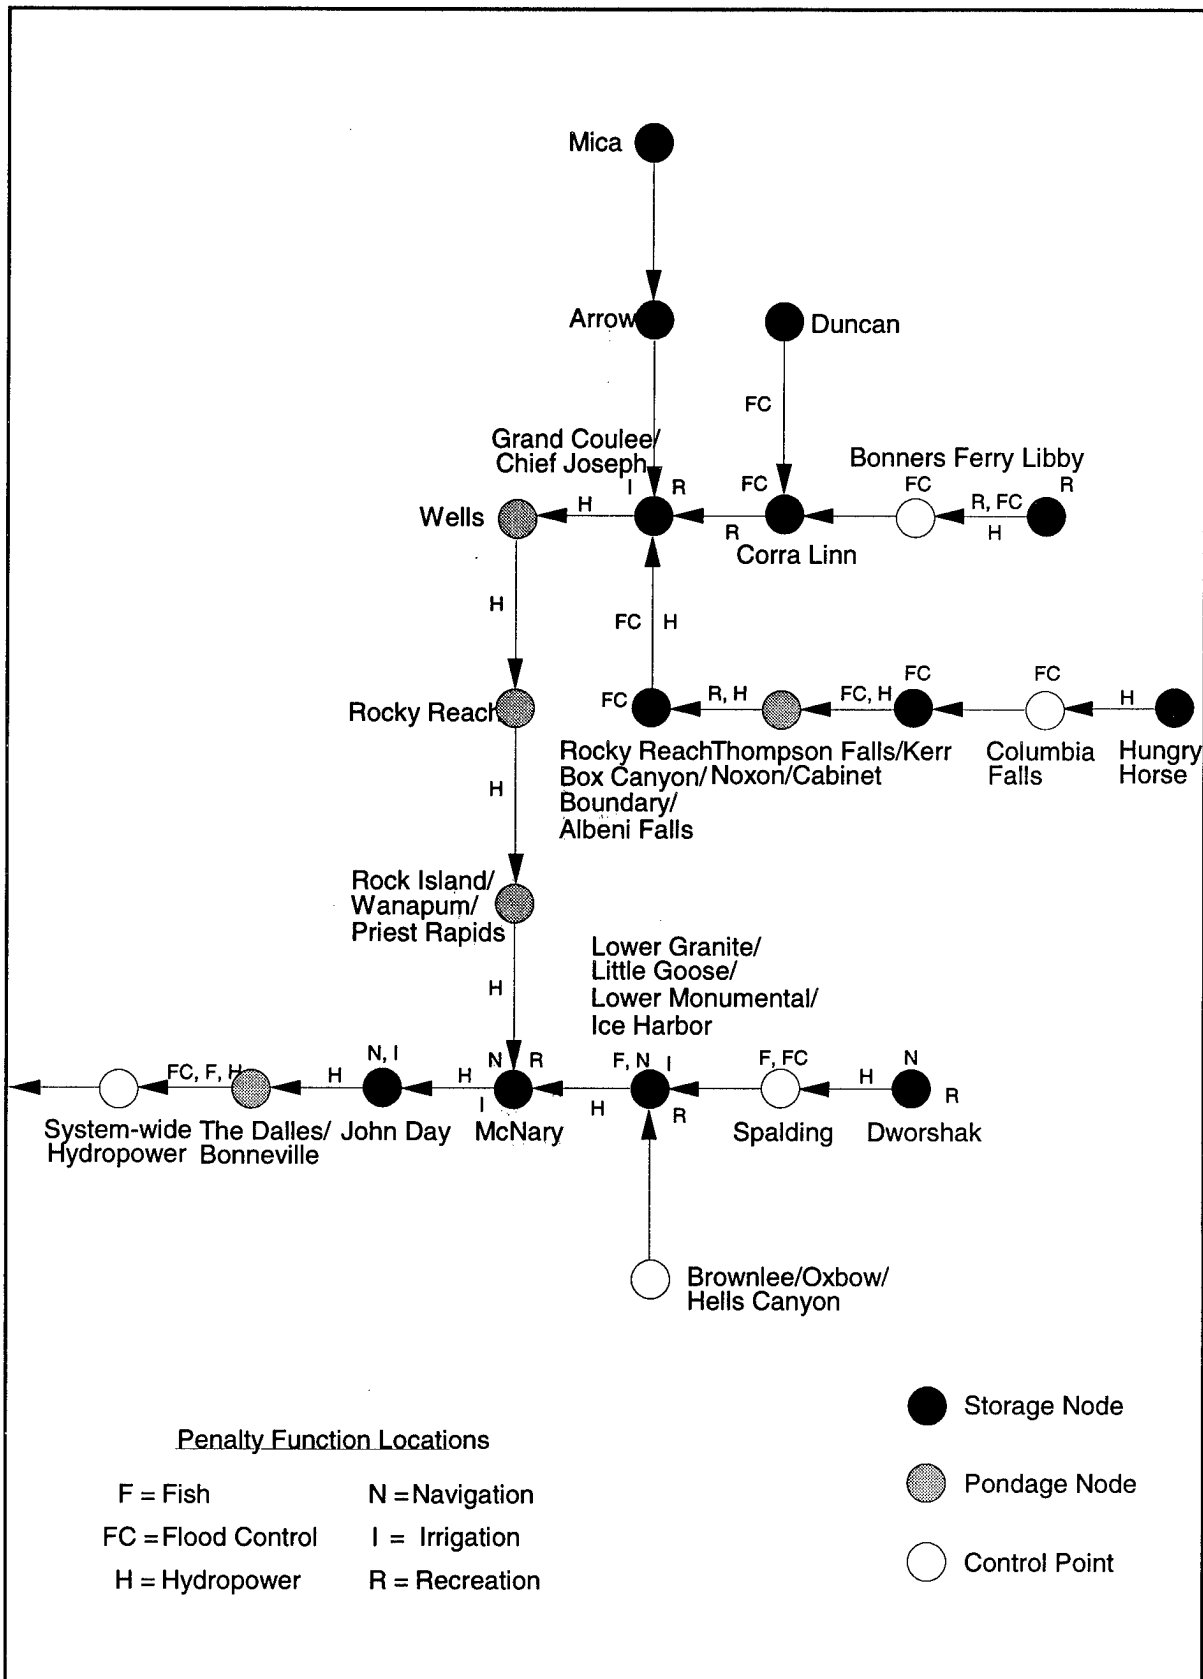 Mica
Arrow
Duncan
FC
Grand Coulee/
Chief Joseph
Bonners Ferry Libby
I
R
FC
FC
R
R, FC
Wells
H
R
H
Corra Linn
H
FC
H
FC
FC
Rocky Reach
FC
R, H
FC, H
H
Rocky Reach
Box Canyon/
Boundary/
Albeni Falls
Thompson Falls/Kerr
Noxon/Cabinet
Columbia
Falls
Hungry
Horse
H
Rock Island/
Wanapum/
Priest Rapids
Lower Granite/
Little Goose/
Lower Monumental/
Ice Harbor
H
FC, F, H
H
N, I
H
N
R
I
F, N
I
H
R
F, FC
H
N
R
System-wide
Hydropower
The Dalles/
Bonneville
John Day
McNary
Spalding
Dworshak
Brownlee/Oxbow/
Hells Canyon
Penalty Function Locations
F = Fish
N = Navigation
FC = Flood Control
I = Irrigation
H = Hydropower
R = Recreation
Storage Node
Pondage Node
Control Point